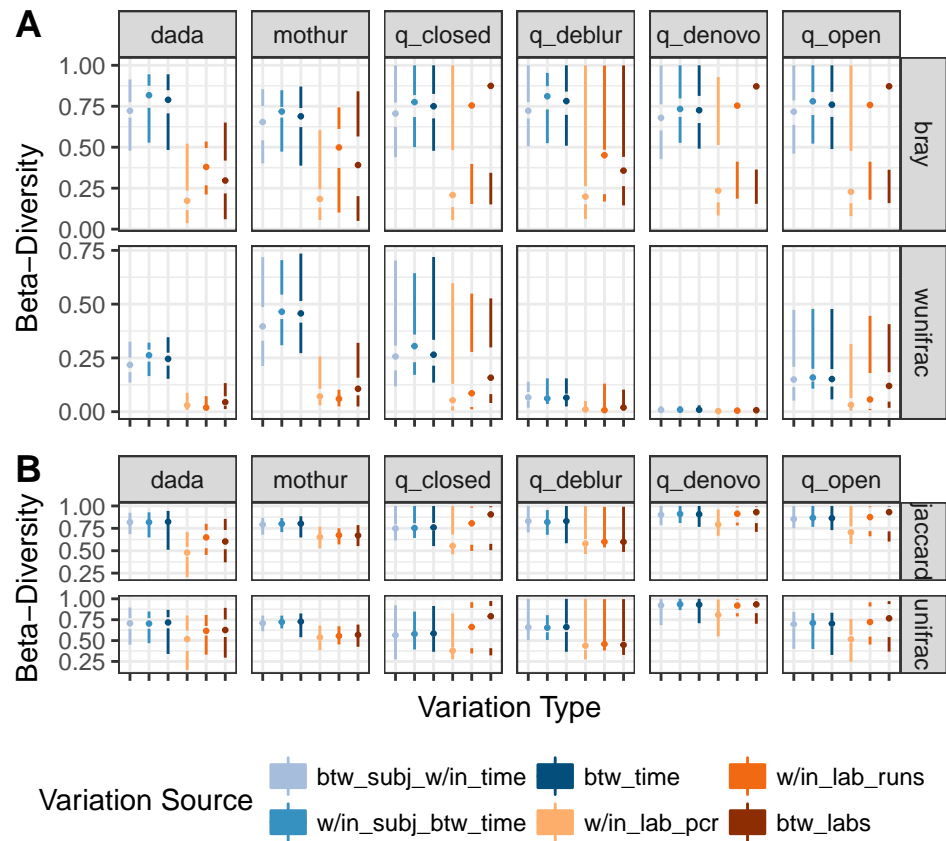 A
dada mothur q_closed q_deblur q_denovo q_open
Beta−Diversity
1.00
0.75
0.50
0.25
0.00
bray
0.75
0.50
0.25
0.00
wunifrac
B
dada mothur q_closed q_deblur q_denovo q_open
Beta−Diversity
1.00
0.75
0.50
0.25
jaccard
1.00
0.75
0.50
0.25
unifrac
Variation Type
Variation Source
btw_subj_w/in_time btw_time w/in_lab_runs
w/in_subj_btw_time w/in_lab_pcr btw_labs